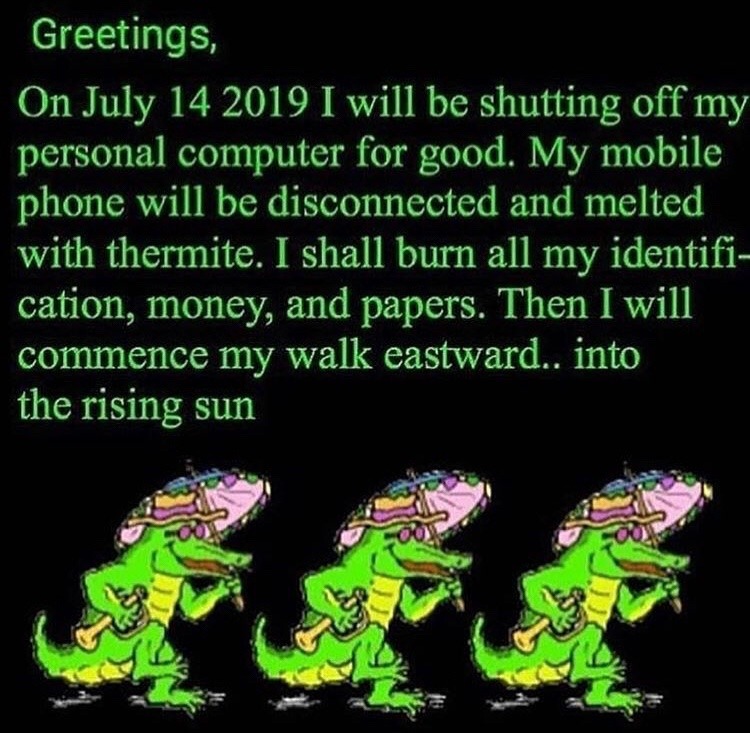 Greetings,
On July 14 2019 I will be shutting off my
personal computer for good. My mobile
phone will be disconnected and melted
with thermite. I shall burn all my identifi-
cation, money, and papers. Then I will
commence my walk eastward.. into
the rising sun